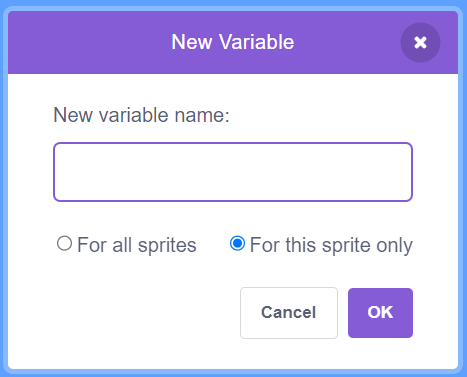 New Variable
New variable name:
For all sprites For this sprite only
Cancel OK